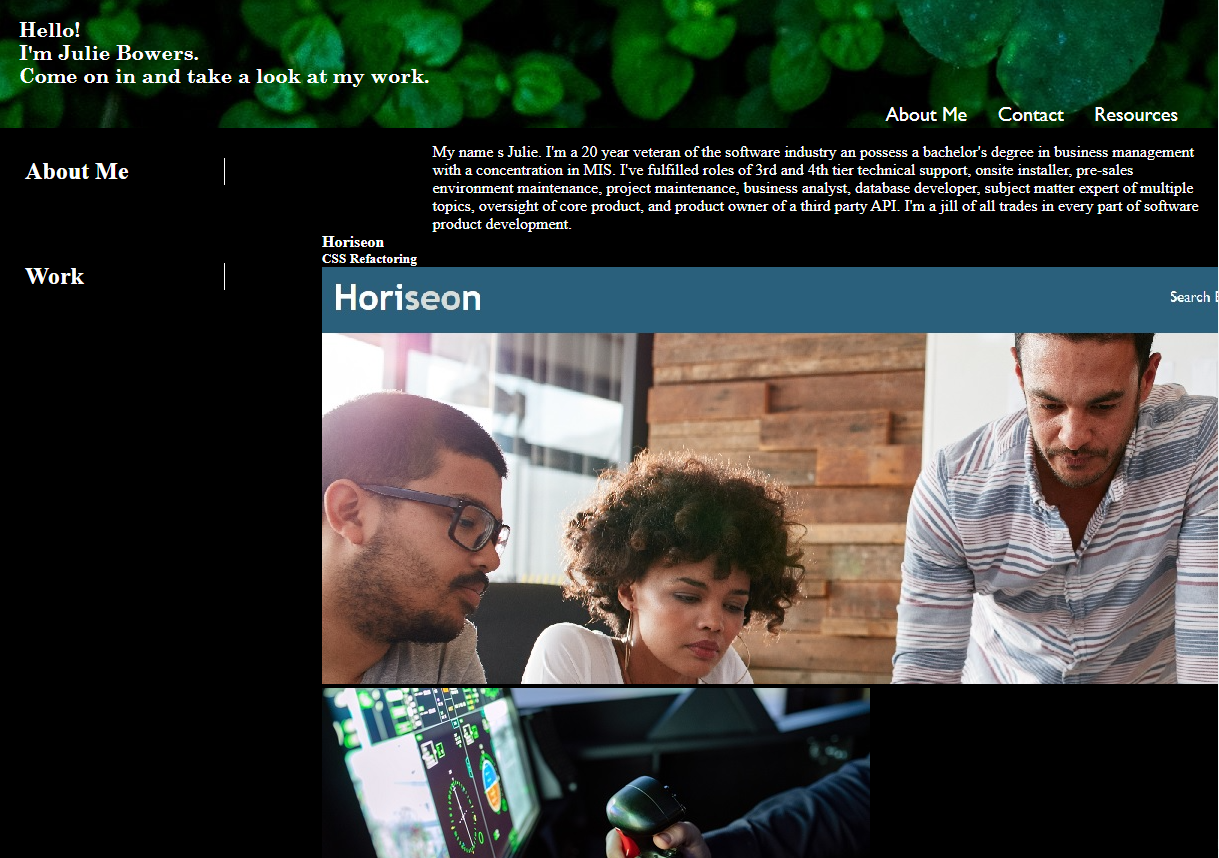 Hello!
I'm Julie Bowers.
Come on in and take a look at my work.
About Me Contact Resources
About Me
My name s Julie. I'm a 20 year veteran of the software industry an possess a bachelor's degree in business management
with a concentration in MIS. I've fulfilled roles of 3rd and 4th tier technical support, onsite installer, pre-sales
environment maintenance, project maintenance, business analyst, database developer, subject matter expert of multiple
topics, oversight of core product, and product owner of a third party API. I'm a jill of all trades in every part of software
product development.
Work
Horiseon
CSS Refactoring
Horiseon
Search